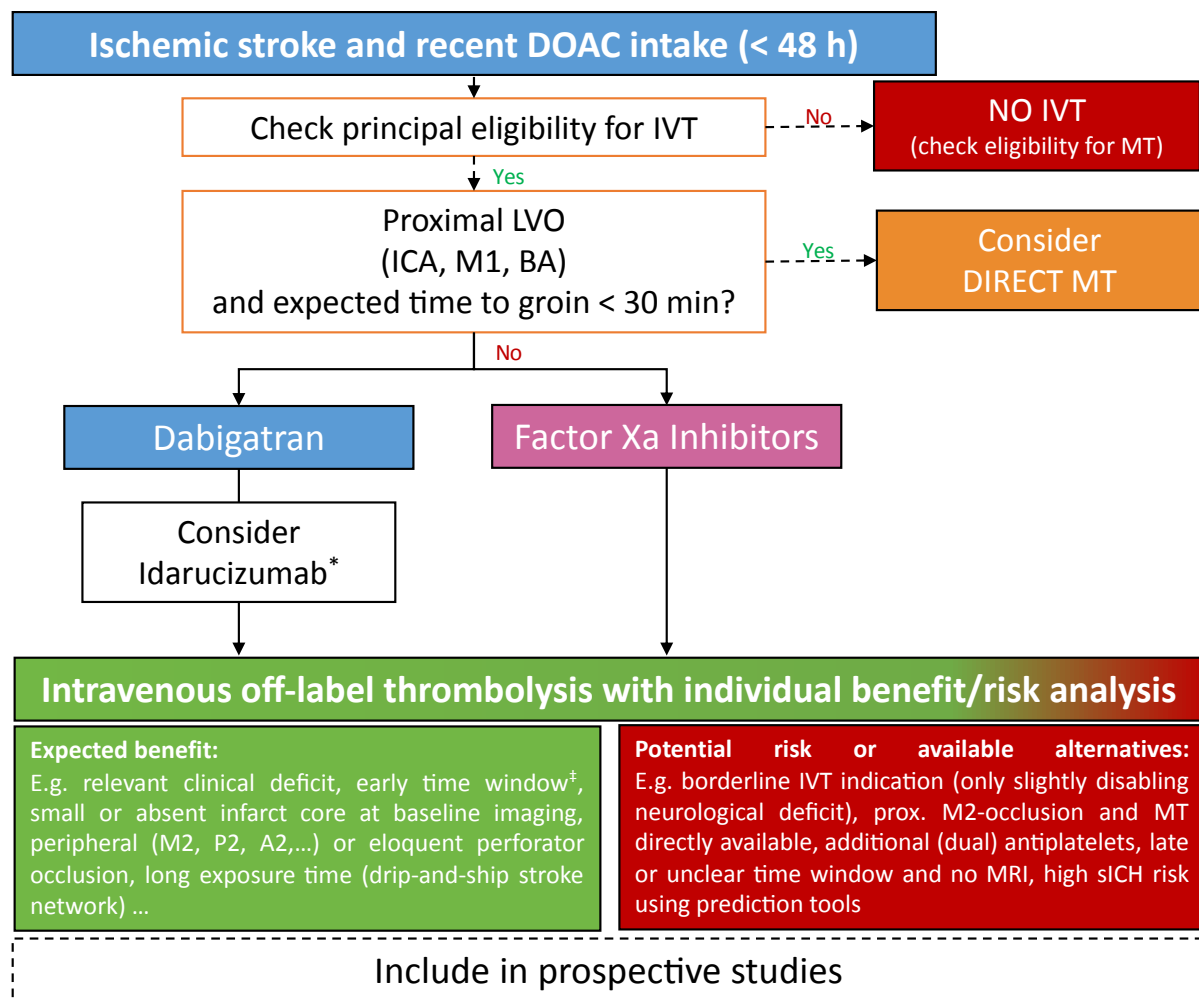 Ischemic stroke and recent DOAC intake (< 48 h)
Check principal eligibility for IVT
No
NO IVT
(check eligibility for MT)
Yes
Proximal LVO
(ICA, M1, BA)
and expected time to groin < 30 min?
Yes
Consider
DIRECT MT
No
Dabigatran
Factor Xa Inhibitors
Consider
Idarucizumab*
Intravenous off-label thrombolysis with individual benefit/risk analysis
Expected benefit:
E.g. relevant clinical deficit, early time window‡,
small or absent infarct core at baseline imaging,
peripheral (M2, P2, A2,...) or eloquent perforator
occlusion, long exposure time (drip-and-ship stroke
network) ...
Potential risk or available alternatives:
E.g. borderline IVT indication (only slightly disabling
neurological deficit), prox. M2-occlusion and MT
directly available, additional (dual) antiplatelets, late
or unclear time window and no MRI, high sICH risk
using prediction tools
Include in prospective studies